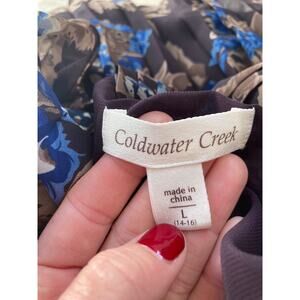 Coldwater Creek
made in
china
L
(14-16)